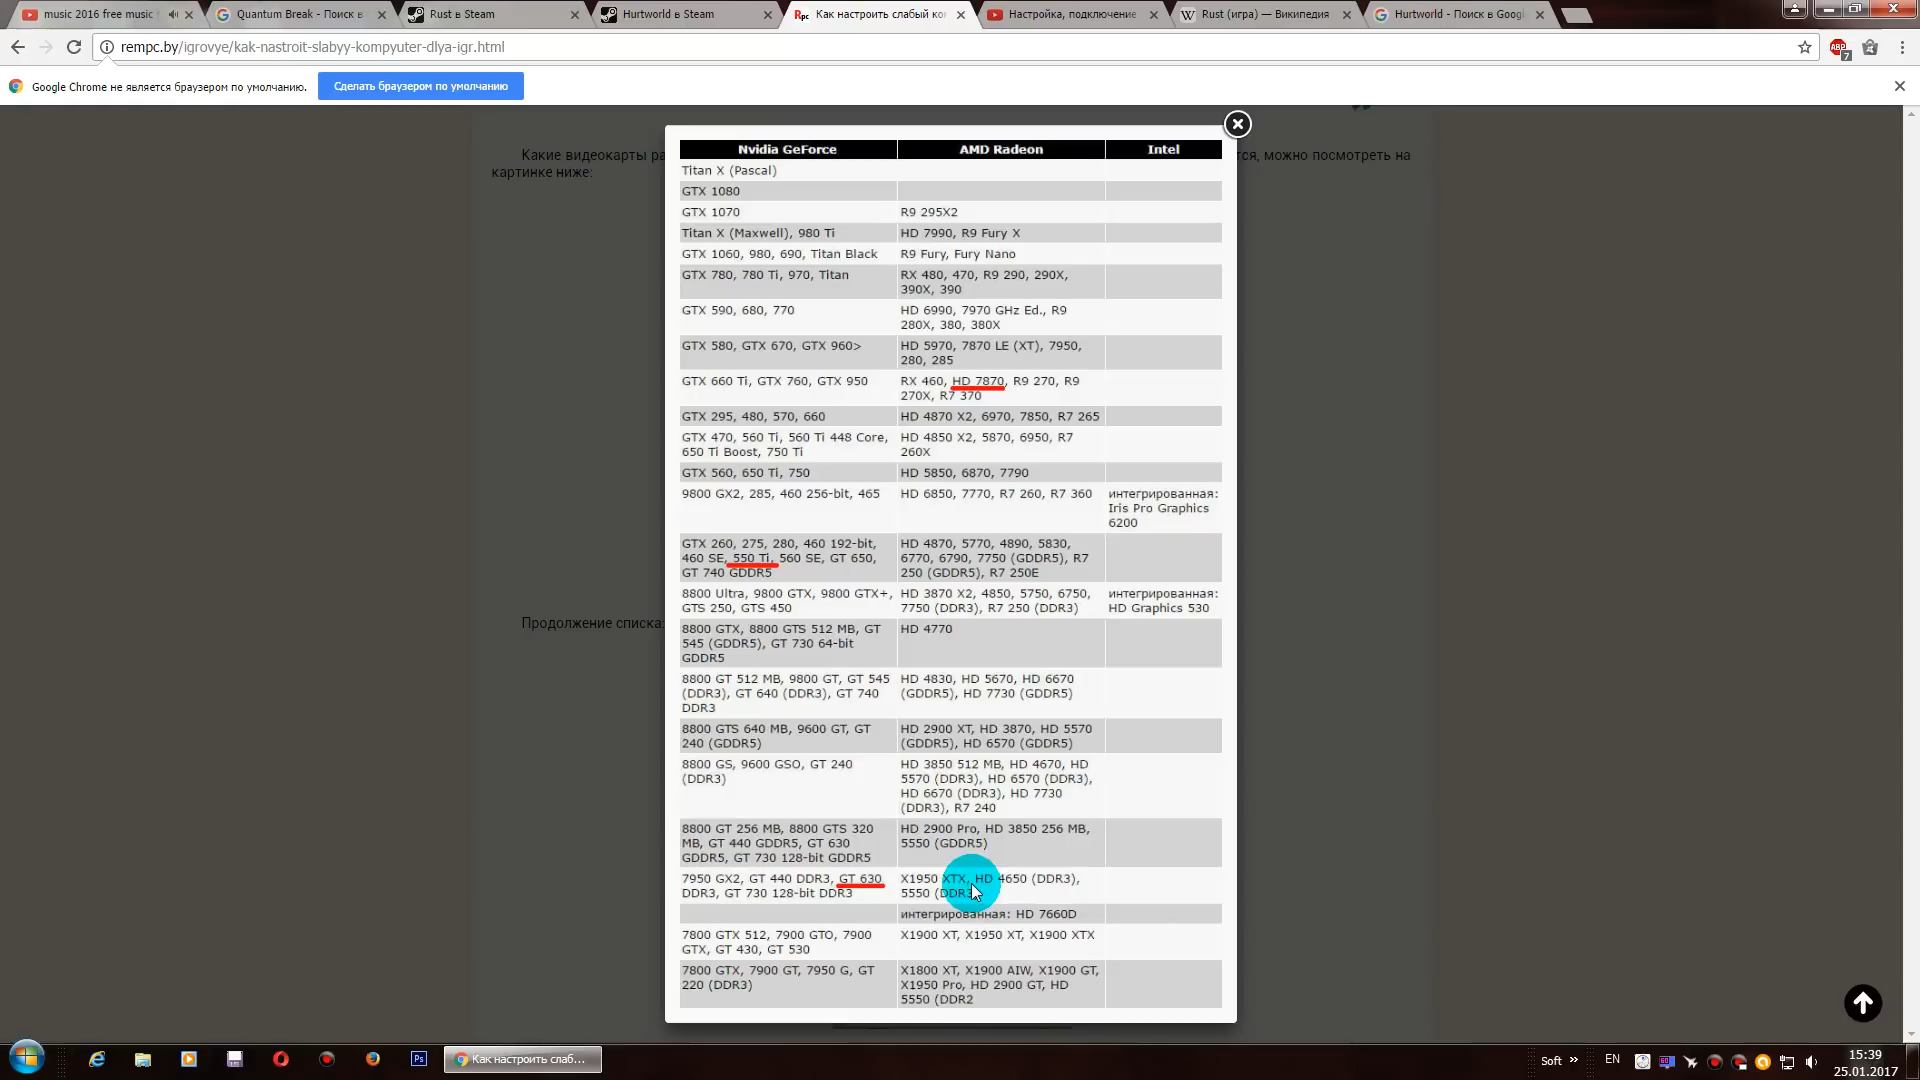 music 2016 free music
Quantum Break - Поиск в
Rust в Steam
Hurtworld в Steam
Rpc
Как настроить слабый ко
Настройка, подключение
W
Rust (игра) — Википедия
Hurtworld - Поиск в Googl
rempc.by/igrovye/kak-nastroit-slabyy-kompyuter-dlya-igr.html
ABP
7
Google Chrome не является браузером по умолчанию.
Сделать браузером по умолчанию
Какие видеокарты ра
тся, можно посмотреть на
картинке ниже:
Продолжение списка:
Nvidia GeForce
AMD Radeon
Intel
Titan X (Pascal)
GTX 1080
GTX 1070
R9 295X2
Titan X (Maxwell), 980 Ti
HD 7990, R9 Fury X
GTX 1060, 980, 690, Titan Black
R9 Fury, Fury Nano
GTX 780, 780 Ti, 970, Titan
RX 480, 470, R9 290, 290X,
390X, 390
GTX 590, 680, 770
HD 6990, 7970 GHz Ed., R9
280X, 380, 380X
GTX 580, GTX 670, GTX 960>
HD 5970, 7870 LE (XT), 7950,
280, 285
GTX 660 Ti, GTX 760, GTX 950
RX 460, HD 7870, R9 270, R9
270X, R7 370
GTX 295, 480, 570, 660
HD 4870 X2, 6970, 7850, R7 265
GTX 470, 560 Ti, 560 Ti 448 Core,
650 Ti Boost, 750 Ti
HD 4850 X2, 5870, 6950, R7
260X
GTX 560, 650 Ti, 750
HD 5850, 6870, 7790
9800 GX2, 285, 460 256-bit, 465
HD 6850, 7770, R7 260, R7 360
интегрированная:
Iris Pro Graphics
6200
GTX 260, 275, 280, 460 192-bit,
460 SE, 550 Ti, 560 SE, GT 650,
GT 740 GDDR5
HD 4870, 5770, 4890, 5830,
6770, 6790, 7750 (GDDR5), R7
250 (GDDR5), R7 250E
8800 Ultra, 9800 GTX, 9800 GTX+,
GTS 250, GTS 450
HD 3870 X2, 4850, 5750, 6750,
7750 (DDR3), R7 250 (DDR3)
интегрированная:
HD Graphics 530
8800 GTX, 8800 GTS 512 MB, GT
545 (GDDR5), GT 730 64-bit
GDDR5
HD 4770
8800 GT 512 MB, 9800 GT, GT 545
(DDR3), GT 640 (DDR3), GT 740
DDR3
HD 4830, HD 5670, HD 6670
(GDDR5), HD 7730 (GDDR5)
8800 GTS 640 MB, 9600 GT, GT
240 (GDDR5)
HD 2900 XT, HD 3870, HD 5570
(GDDR5), HD 6570 (GDDR5)
8800 GS, 9600 GSO, GT 240
(DDR3)
HD 3850 512 MB, HD 4670, HD
5570 (DDR3), HD 6570 (DDR3),
HD 6670 (DDR3), HD 7730
(DDR3), R7 240
8800 GT 256 MB, 8800 GTS 320
MB, GT 440 GDDR5, GT 630
GDDR5, GT 730 128-bit GDDR5
HD 2900 Pro, HD 3850 256 MB,
5550 (GDDR5)
7950 GX2, GT 440 DDR3, GT 630
DDR3, GT 730 128-bit DDR3
X1950 XTX, HD 4650 (DDR3),
5550 (DDR3
интегрированная: HD 7660D
7800 GTX 512, 7900 GTO, 7900
GTX, GT 430, GT 530
X1900 XT, X1950 XT, X1900 XTX
7800 GTX, 7900 GT, 7950 G, GT
220 (DDR3)
X1800 XT, X1900 AIW, X1900 GT,
X1950 Pro, HD 2900 GT, HD
5550 (DDR2
Ps
Как настроить слаб...
Soft »
EN
15:39
25.01.2017